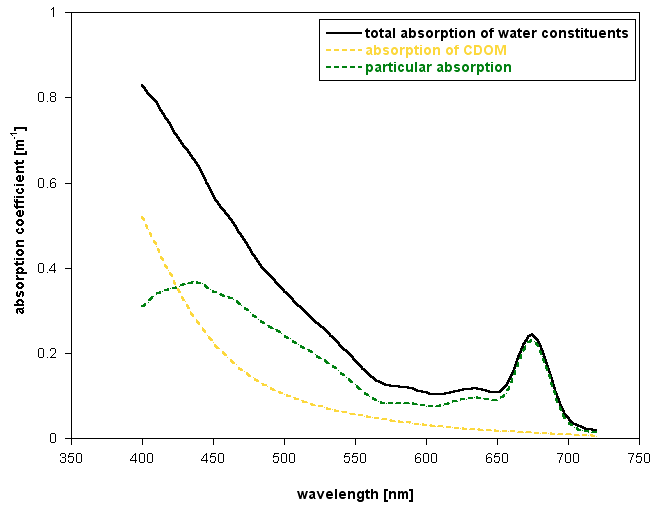 1
0.8
0.6
0.4
0.2
0
absorption coefficient [m-1]
total absorption of water constituents
absorption of CDOM
particular absorption
350 400 450 500 550 600 650 700 750
wavelength [nm]